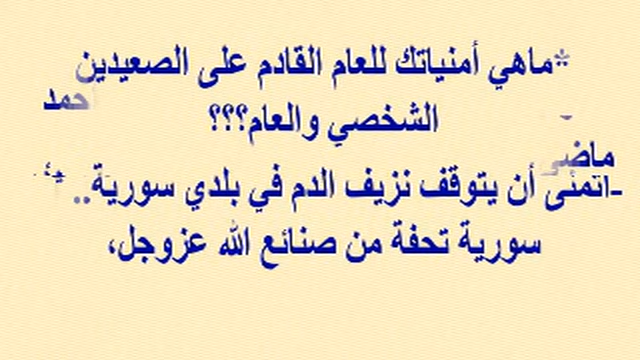 *ماهي أمنياتك للعام القادم على الصعيدين
الشخصي والعام؟؟؟
-اتمنى أن يتوقف نزيف الدم في بلدي سورية..
سورية تحفة من صنائع الله عزوجل،